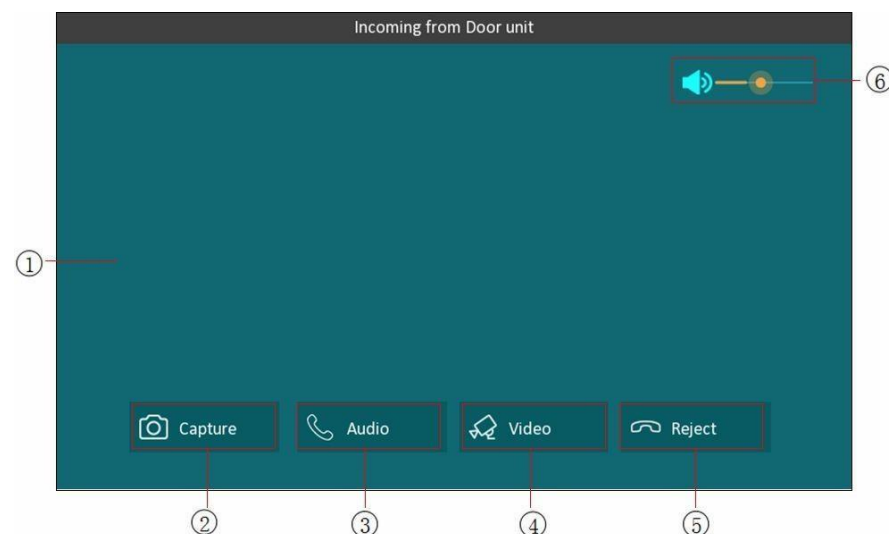 Incoming from Door unit
⑥
①
Capture
Audio
Video
Reject
②
③
④
⑤